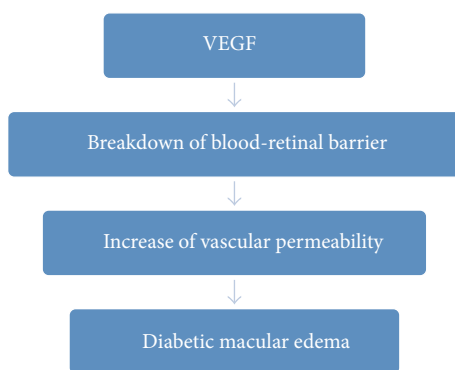 VEGF
Breakdown of blood-retinal barrier
Increase of vascular permeability
Diabetic macular edema